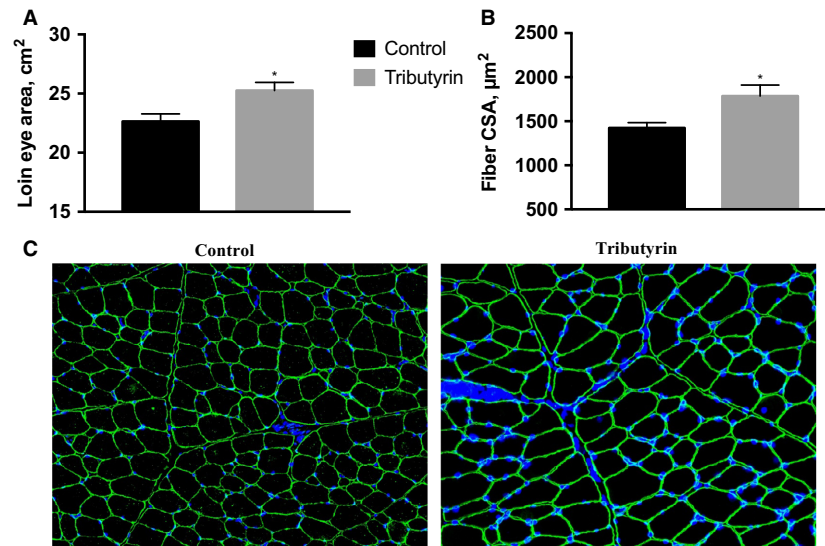 A
Loin eye area, cm²
30
25
20
15
*
Control
Tributyrin
B
Fiber CSA, µm²
2500
2000
1500
1000
500
*
C
Control
Tributyrin